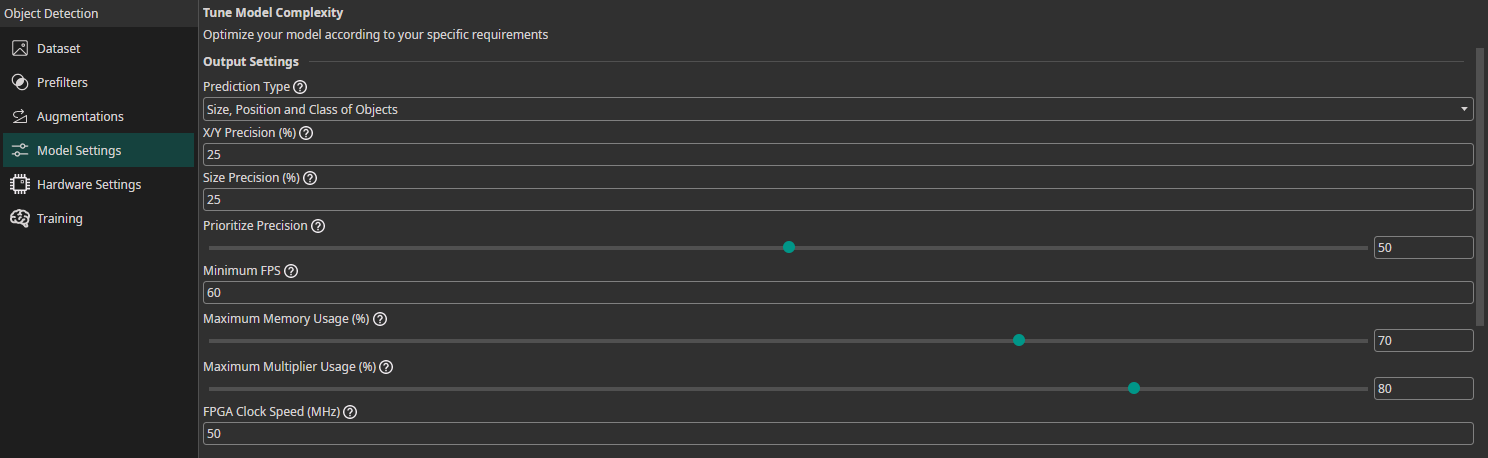 Object Detection
Dataset
Prefilters
Augmentations
Model Settings
Hardware Settings
Training
Tune Model Complexity
Optimize your model according to your specific requirements
Output Settings
Prediction Type ?
Size, Position and Class of Objects
X/Y Precision (%) ?
25
Size Precision (%) ?
25
Prioritize Precision ?
50
Minimum FPS ?
60
Maximum Memory Usage (%) ?
70
Maximum Multiplier Usage (%) ?
80
FPGA Clock Speed (MHz) ?
50